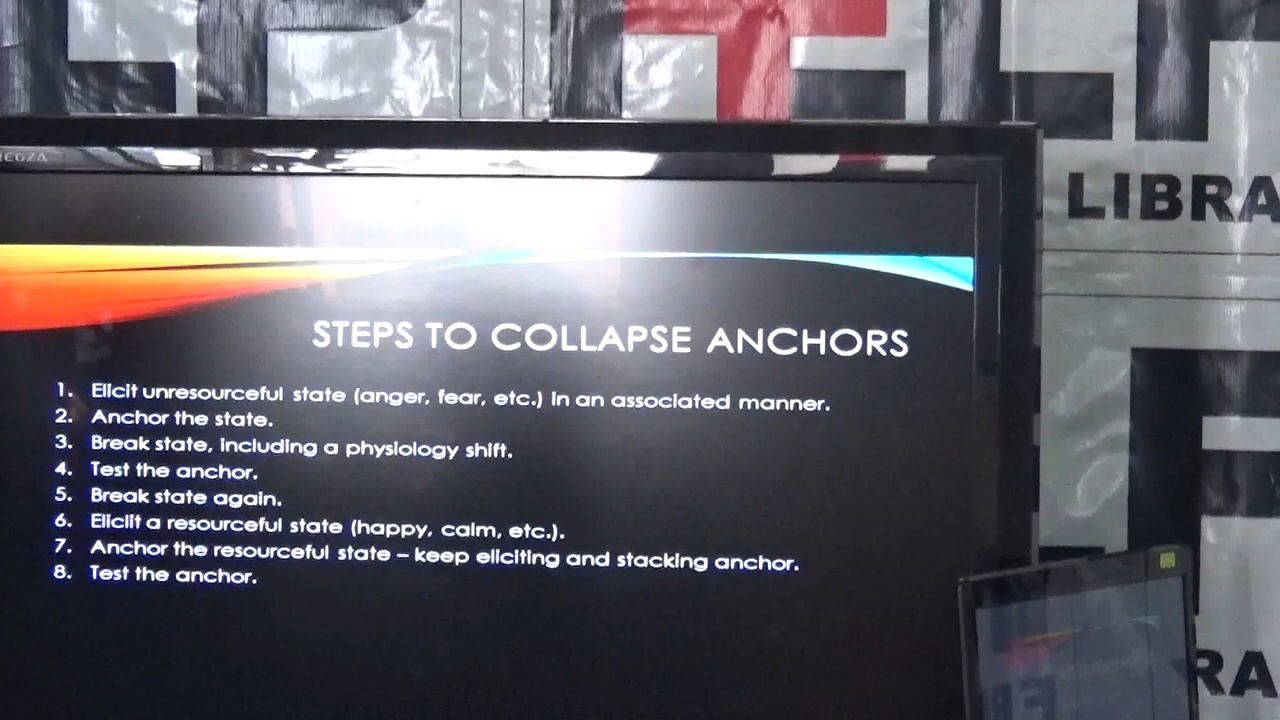 LIBRA
STEPS TO COLLAPSE ANCHORS
1. Elicit unresourceful state (anger, fear, etc.) in an associated manner.
2. Anchor the state.
3. Break state, including a physiology shift.
4. Test the anchor.
5. Break state again.
6. Eliciit a resourceful state (happy, calm, etc.).
7. Anchor the resourceful state – keep eliciting and stacking anchor.
8. Test the anchor.
RA